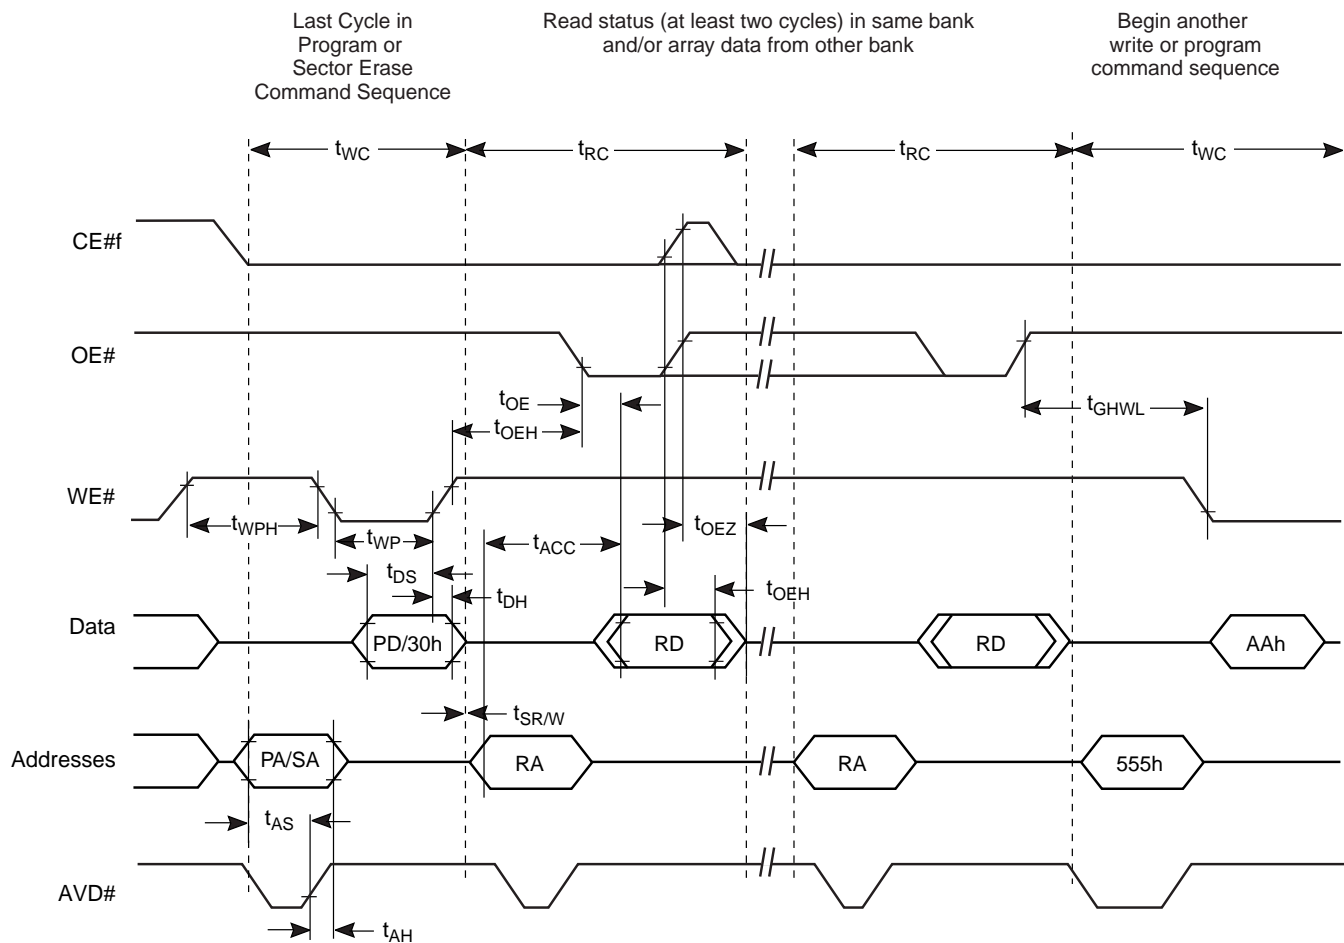 Last Cycle in
Program or
Sector Erase
Command Sequence
Read status (at least two cycles) in same bank
and/or array data from other bank
Begin another
write or program
command sequence
tWC
tRC
tRC
tWC
CE#f
OE#
tOE
tOEH
tGHWL
WE#
tWPH
tWP
tOEZ
tACC
tDS
tDH
tOEH
Data
PD/30h
RD
RD
AAh
tSR/W
Addresses
PA/SA
RA
RA
555h
tAS
AVD#
tAH